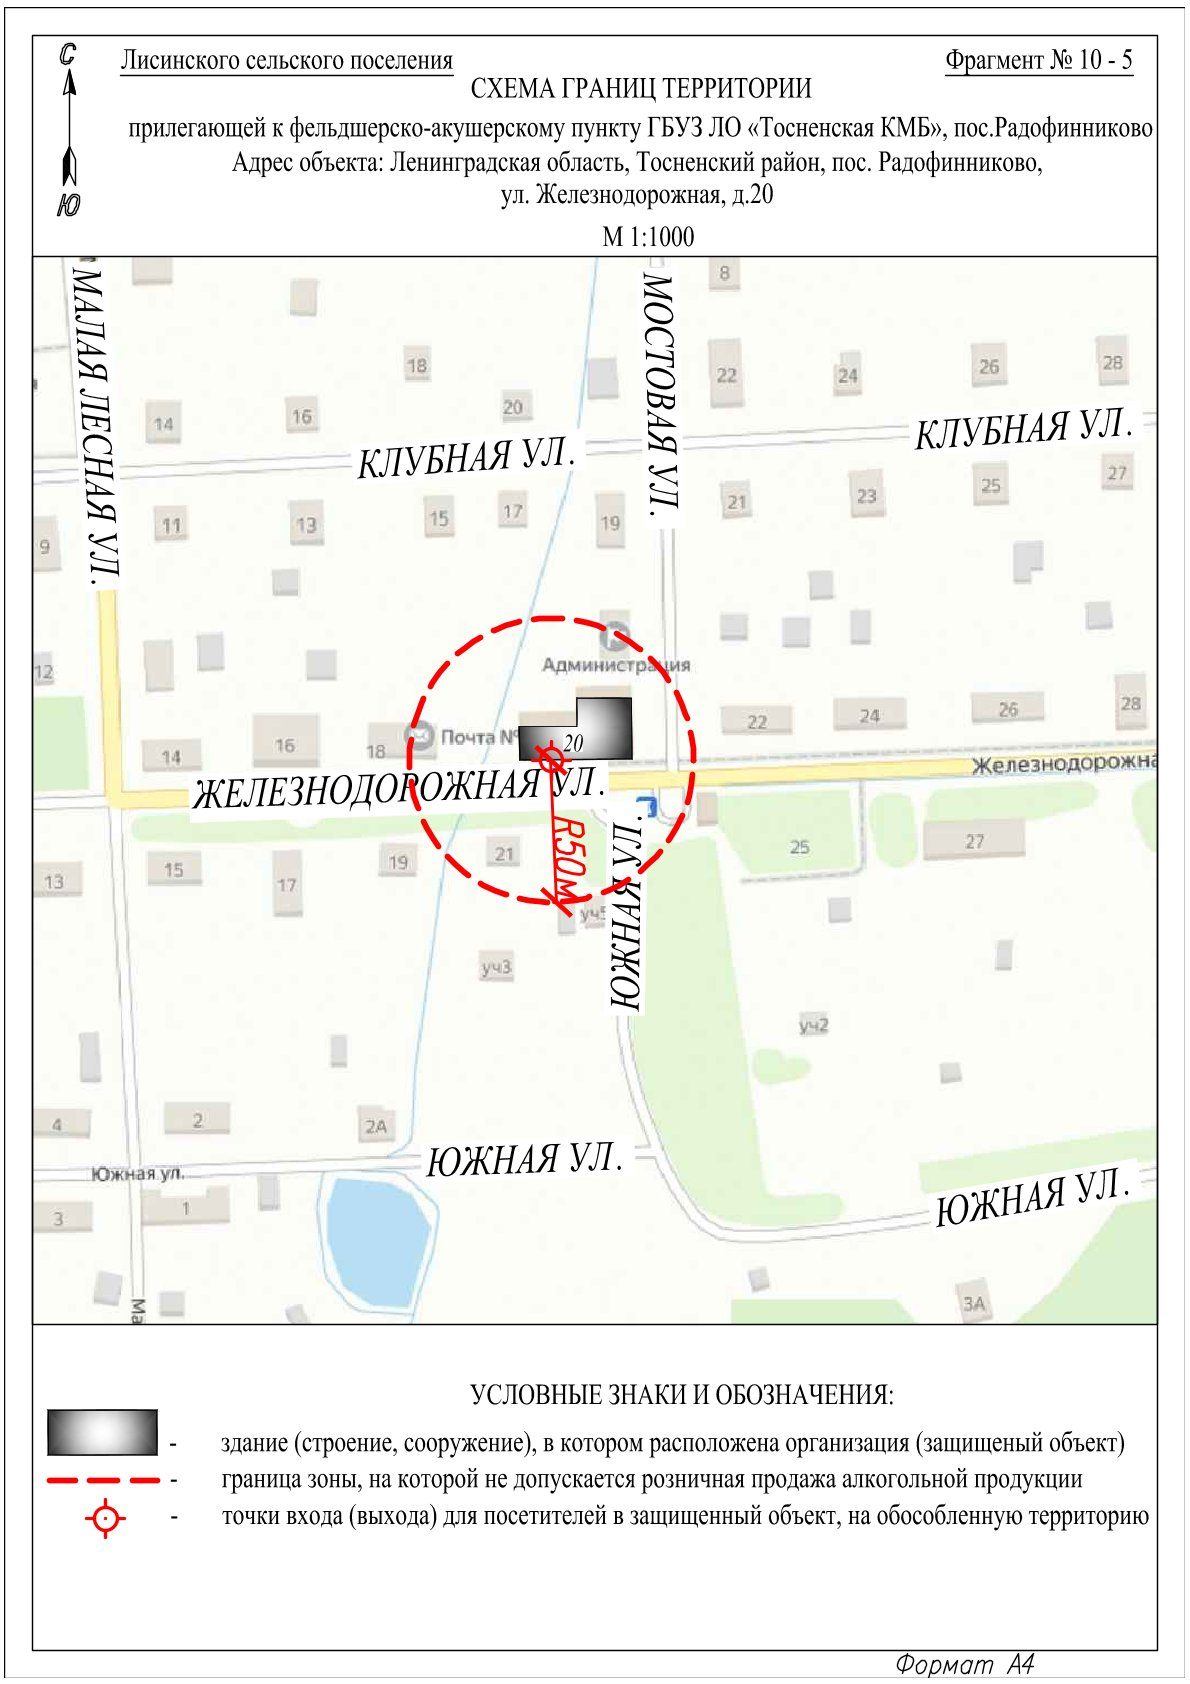 С
Ю
Лисинского сельского поселения
Фрагмент № 10 - 5
СХЕМА ГРАНИЦ ТЕРРИТОРИИ
прилегающей к фельдшерско-акушерскому пункту ГБУЗ ЛО «Тосненская КМБ», пос.Радофинниково
Адрес объекта: Ленинградская область, Тосненский район, пос. Радофинниково,
ул. Железнодорожная, д.20
М 1:1000
МАЛАЯ ЛЕСНАЯ УЛ.
МОСТОВАЯ УЛ.
8
18
22
24
26
28
14
16
20
КЛУБНАЯ УЛ.
КЛУБНАЯ УЛ.
9
11
13
15
17
19
21
23
25
27
12
Администрация
14
16
18
Почта №
20
22
24
26
28
ЖЕЛЕЗНОДОРОЖНАЯ УЛ.
Железнодорожна
R50м
ЮЖНАЯ УЛ.
13
15
17
19
21
25
27
уч5
уч3
уч2
4
2
2А
Южная ул.
ЮЖНАЯ УЛ.
ЮЖНАЯ УЛ.
3
1
Ма
3А
УСЛОВНЫЕ ЗНАКИ И ОБОЗНАЧЕНИЯ:
- здание (строение, сооружение), в котором расположена организация (защищеный объект)
- граница зоны, на которой не допускается розничная продажа алкогольной продукции
- точки входа (выхода) для посетителей в защищенный объект, на обособленную территорию
Формат А4